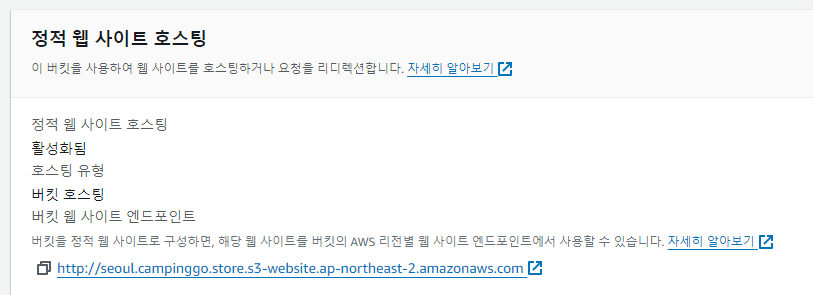 정적 웹 사이트 호스팅
이 버킷을 사용하여 웹 사이트를 호스팅하거나 요청을 리디렉션합니다. 자세히 알아보기
정적 웹 사이트 호스팅
활성화됨
호스팅 유형
버킷 호스팅
버킷 웹 사이트 엔드포인트
버킷을 정적 웹 사이트로 구성하면, 해당 웹 사이트를 버킷의 AWS 리전별 웹 사이트 엔드포인트에서 사용할 수 있습니다. 자세히 알아보기
http://seoul.campinggo.store.s3-website.ap-northeast-2.amazonaws.com